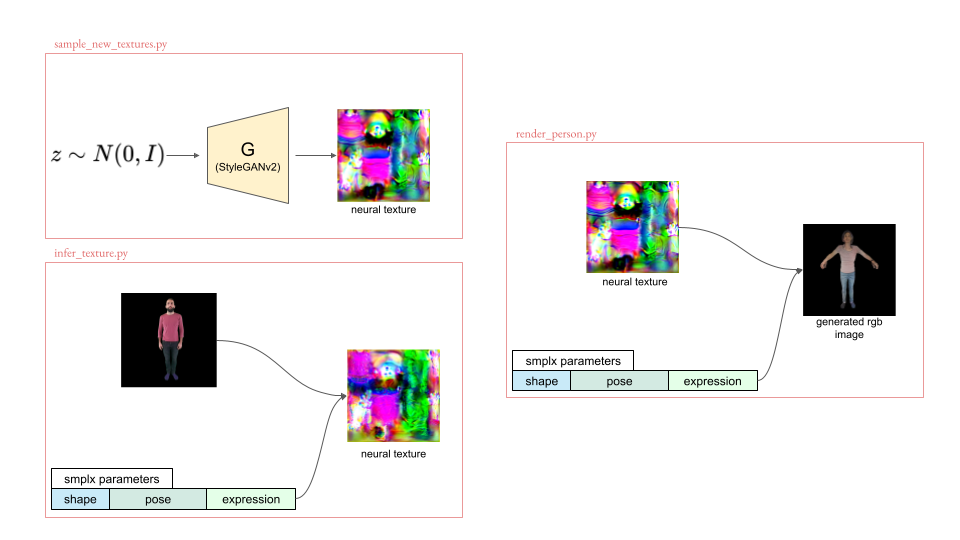 sample_new_textures.py
z ∼ N(0, I)
G
(StyleGANv2)
neural texture
infer_texture.py
neural texture
smplx parameters
shape pose expression
render_person.py
neural texture
generated rgb
image
smplx parameters
shape pose expression